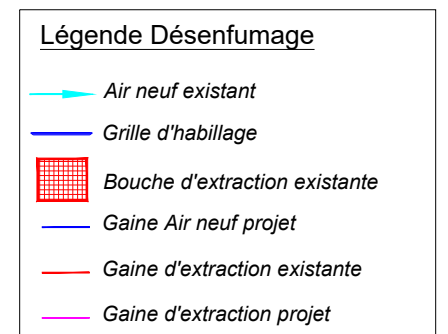 Légende Désenfumage
Air neuf existant
Grille d'habillage
Bouche d'extraction existante
Gaine Air neuf projet
Gaine d'extraction existante
Gaine d'extraction projet